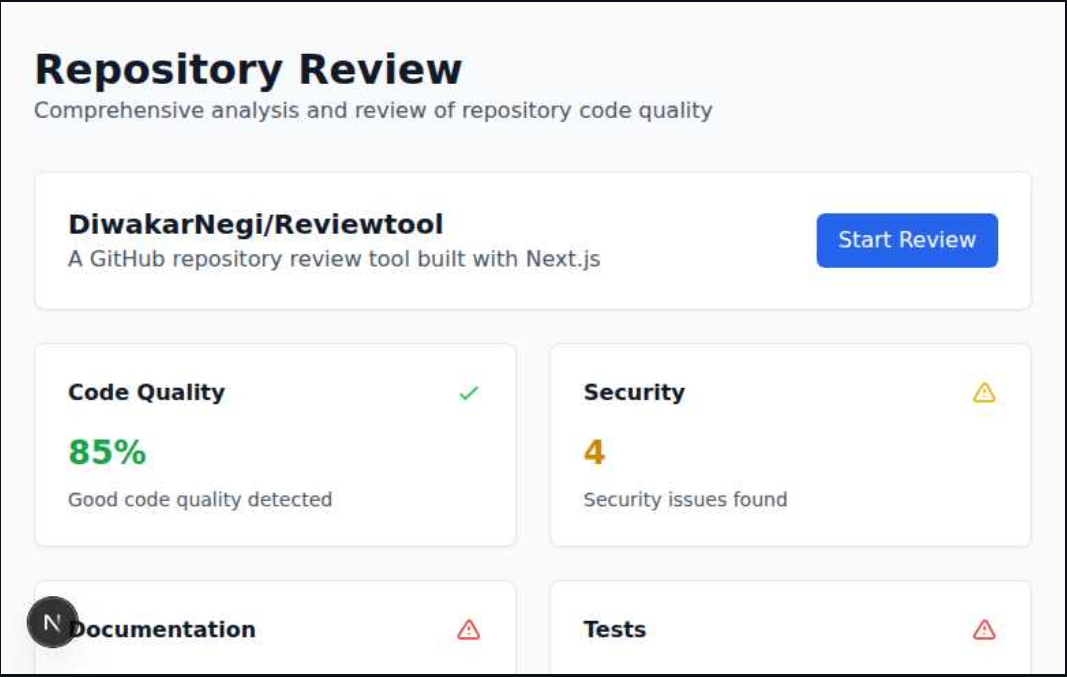 Repository Review
Comprehensive analysis and review of repository code quality
DiwakarNegi/Reviewtool
A GitHub repository review tool built with Next.js
Start Review
Code Quality
85%
Good code quality detected
Security
4
Security issues found
N
Documentation
Tests